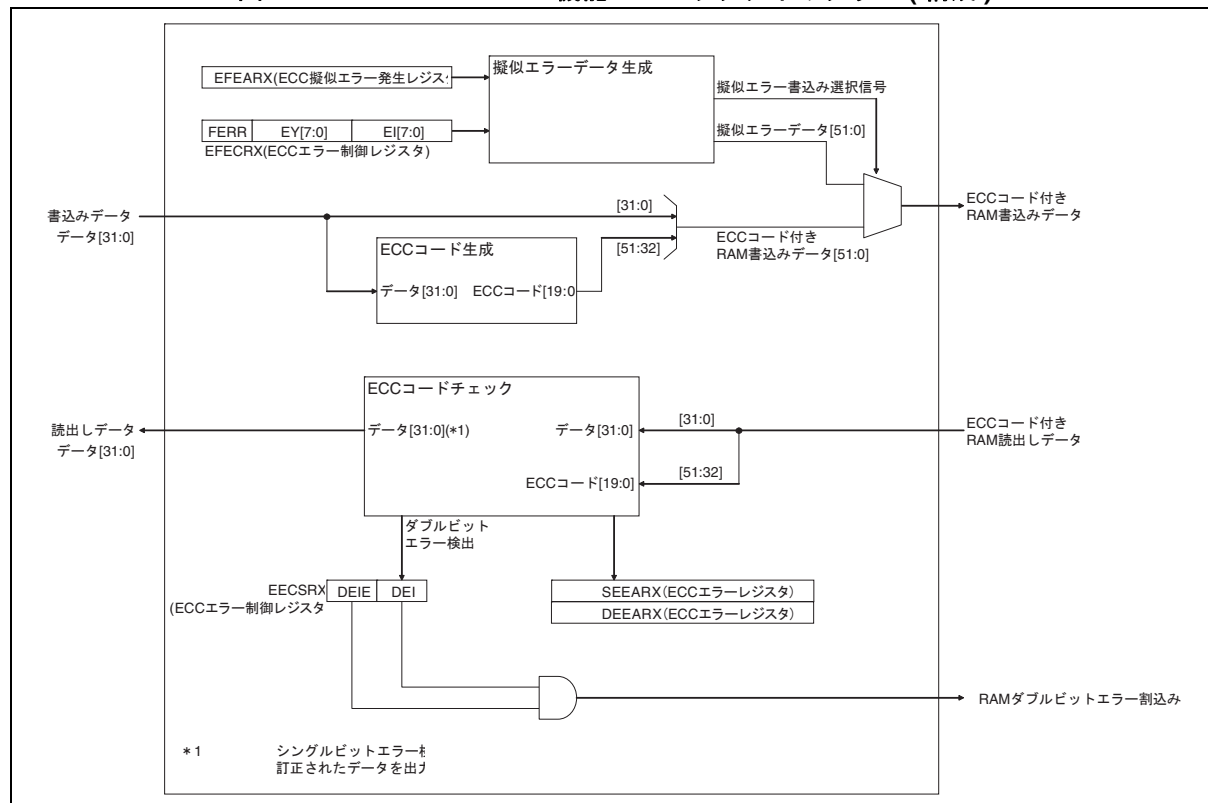 擬似エラーデータ生成
EFEARX(ECC擬似エラー発生レジスタ
擬似エラー書込み選択信号
FERR EY[7:0] EI[7:0]
擬似エラーデータ[51:0]
EFECRX(ECCエラー制御レジスタ)
書込みデータ
データ[31:0]
[31:0]
[51:32]
ECCコード付き
RAM書込みデータ
ECCコード付き
RAM書込みデータ[51:0]
ECCコード生成
データ[31:0] ECCコード[19:0
ECCコードチェック
読出しデータ
データ[31:0]
データ[31:0](*1)
データ[31:0]
[31:0]
ECCコード付き
RAM読出しデータ
ECCコード[19:0]
[51:32]
ダブルビット
エラー検出
EECSRX
(ECCエラー制御レジスタ
DEIE DEI
SEEARX(ECCエラーレジスタ)
DEEARX(ECCエラーレジスタ)
RAMダブルビットエラー割込み
*1 シングルビットエラー検
訂正されたデータを出力